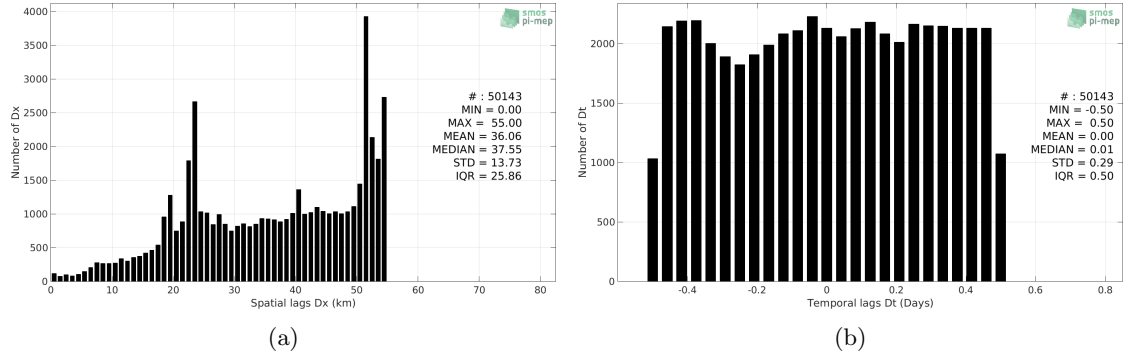 smos
pi-mep
4000
3500
3000
2500
2000
1500
1000
500
0
Number of Dx
# : 50143
MIN = 0.00
MAX = 55.00
MEAN = 36.06
MEDIAN = 37.55
STD = 13.73
IQR = 25.86
0 10 20 30 40 50 60 70 80
Spatial lags Dx (km)
(a)
smos
pi-mep
2000
1500
1000
500
0
Number of Dt
# : 50143
MIN = -0.50
MAX = 0.50
MEAN = 0.00
MEDIAN = 0.01
STD = 0.29
IQR = 0.50
-0.4 -0.2 0 0.2 0.4 0.6 0.8
Temporal lags Dt (Days)
(b)